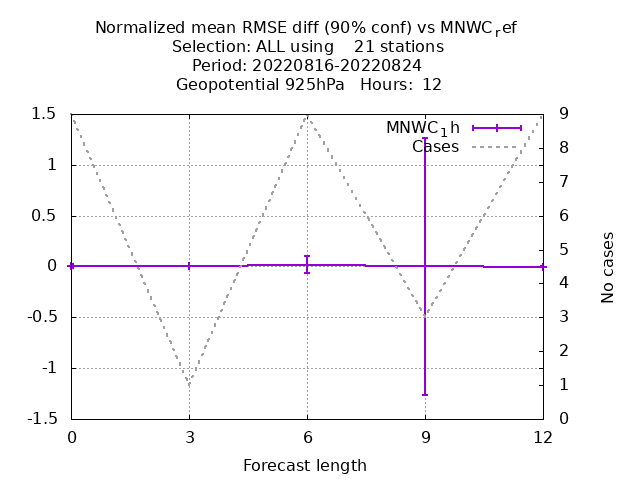 Normalized mean RMSE diff (90% conf) vs MNWC_ref
Selection: ALL using    21 stations
Period: 20220816-20220824
Geopotential 925hPa   Hours:  12
MNWC_1h
Cases
1.5
1
0.5
0
-0.5
-1
-1.5
9
8
7
6
5
4
3
2
1
0
No cases
0 3 6 9 12
Forecast length